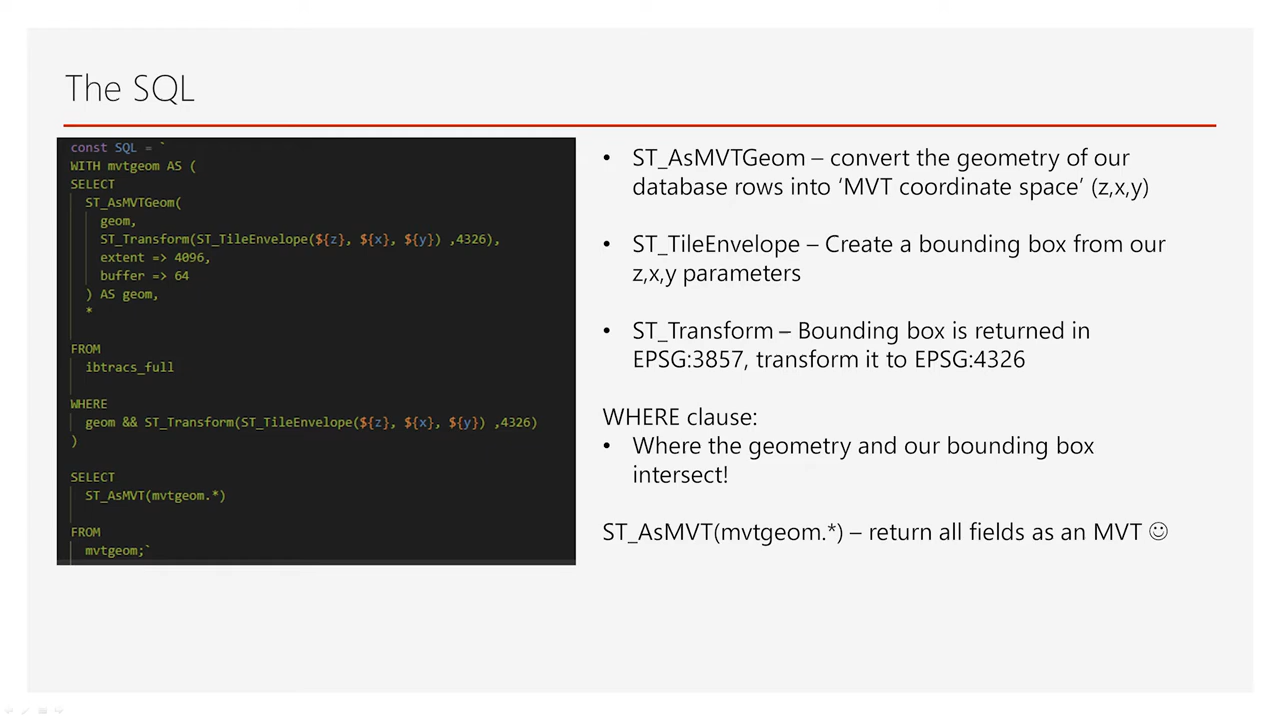 The SQL
const SQL = `
WITH mvtgeom AS (
SELECT
ST_AsMVTGeom(
geom,
ST_Transform(ST_TileEnvelope(${z}, ${x}, ${y}) ,4326),
extent => 4096,
buffer => 64
) AS geom,
*
FROM
ibtracs_full
WHERE
geom && ST_Transform(ST_TileEnvelope(${z}, ${x}, ${y}) ,4326)
)
SELECT
ST_AsMVT(mvtgeom.*)
FROM
mvtgeom;`
• ST_AsMVTGeom – convert the geometry of our
database rows into ‘MVT coordinate space’ (z,x,y)
• ST_TileEnvelope – Create a bounding box from our
z,x,y parameters
• ST_Transform – Bounding box is returned in
EPSG:3857, transform it to EPSG:4326
WHERE clause:
• Where the geometry and our bounding box
intersect!
ST_AsMVT(mvtgeom.*) – return all fields as an MVT ☺